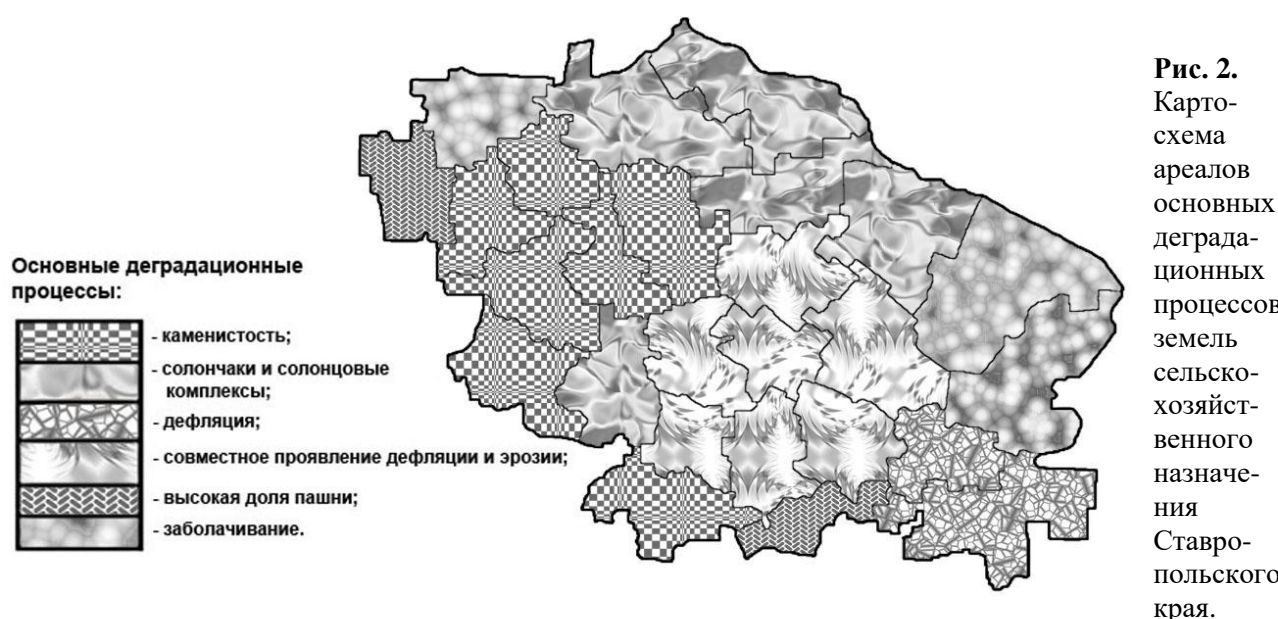 Основные деградационные
процессы:
- каменистость;
- солончаки и солонцовые
комплексы;
- дефляция;
- совместное проявление дефляции и эрозии;
- высокая доля пашни;
- заболачивание.
Рис. 2.
Карто-
схема
ареалов
основных
деграда-
ционных
процессов
земель
сельско-
хозяйст-
венного
назначе-
ния
Ставро-
польского
края.